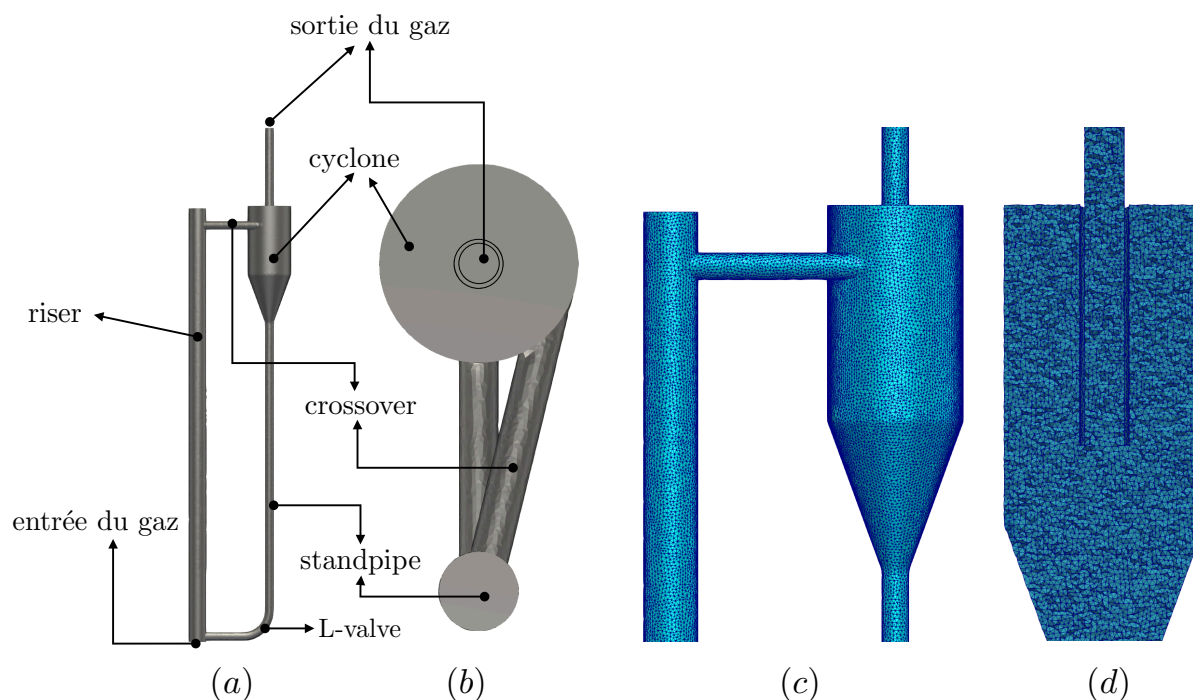 sortie du gaz
cyclone
riser
crossover
entrée du gaz
standpipe
L-valve
(a)
(b)
(c)
(d)